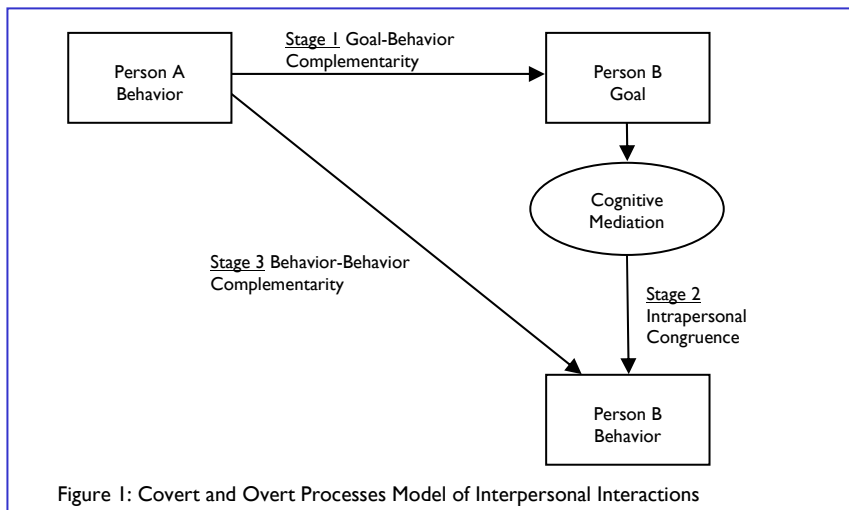 Stage 1 Goal-Behavior
Complementarity
Person A
Behavior
Person B
Goal
Cognitive
Mediation
Stage 3 Behavior-Behavior
Complementarity
Stage 2
Intrapersonal
Congruence
Person B
Behavior
Figure 1: Covert and Overt Processes Model of Interpersonal Interactions